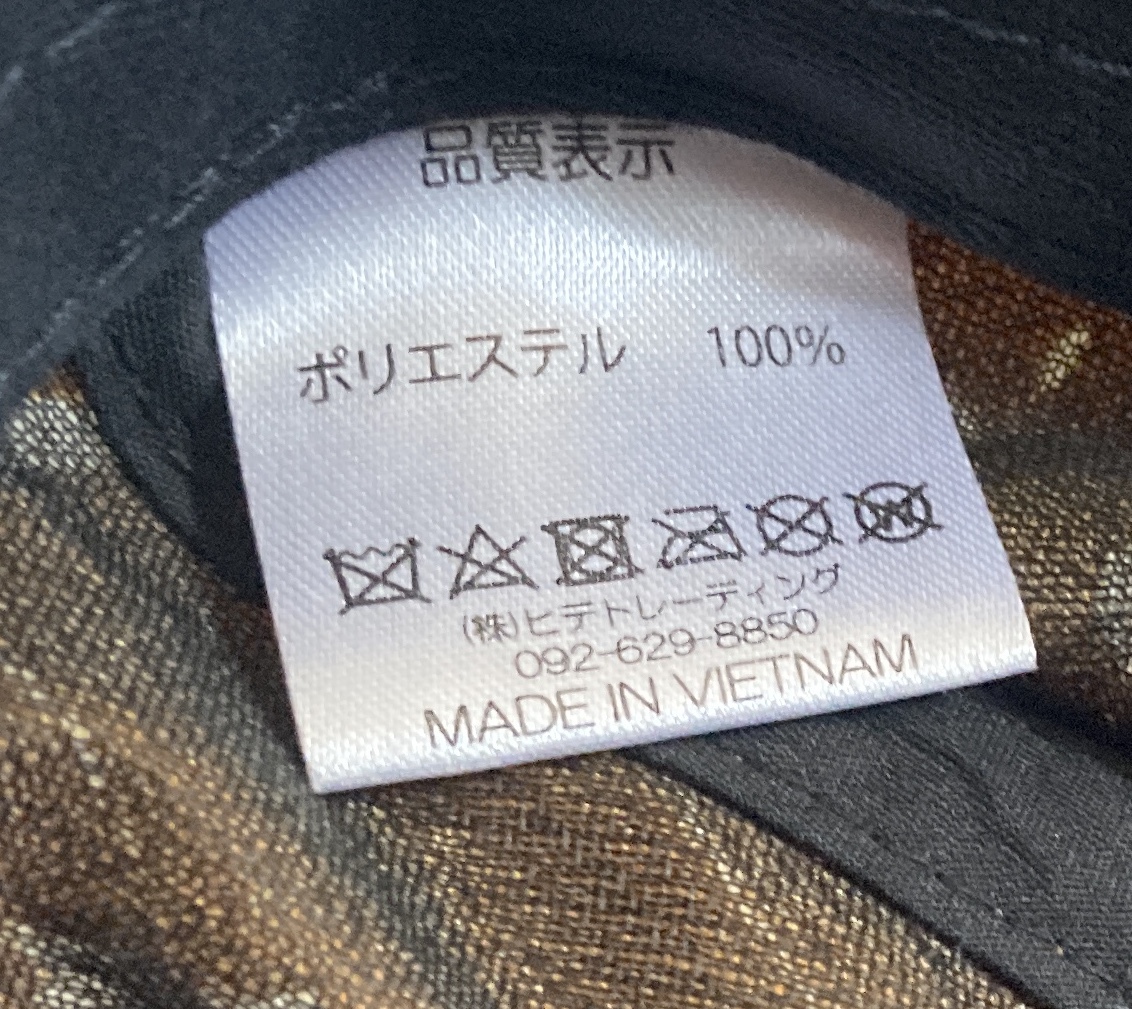 品質表示
ポリエステル 100%
(株)ヒデトレーディング
092-629-8850
MADE IN VIETNAM